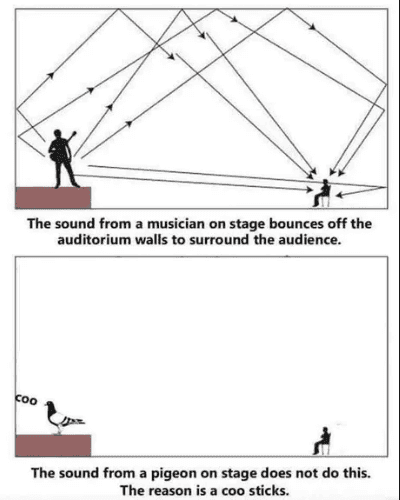 The sound from a musician on stage bounces off the
auditorium walls to surround the audience.
coo
The sound from a pigeon on stage does not do this.
The reason is a coo sticks.